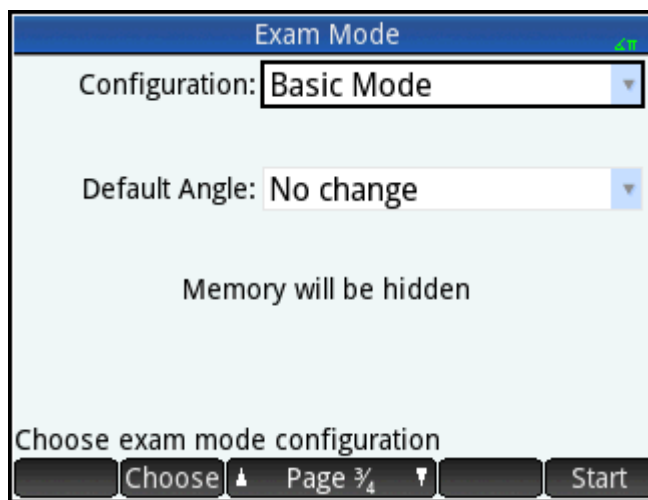 Exam Mode
∡π
Configuration: Basic Mode
Default Angle: No change
Memory will be hidden
Choose exam mode configuration
Choose Page ¾ Start